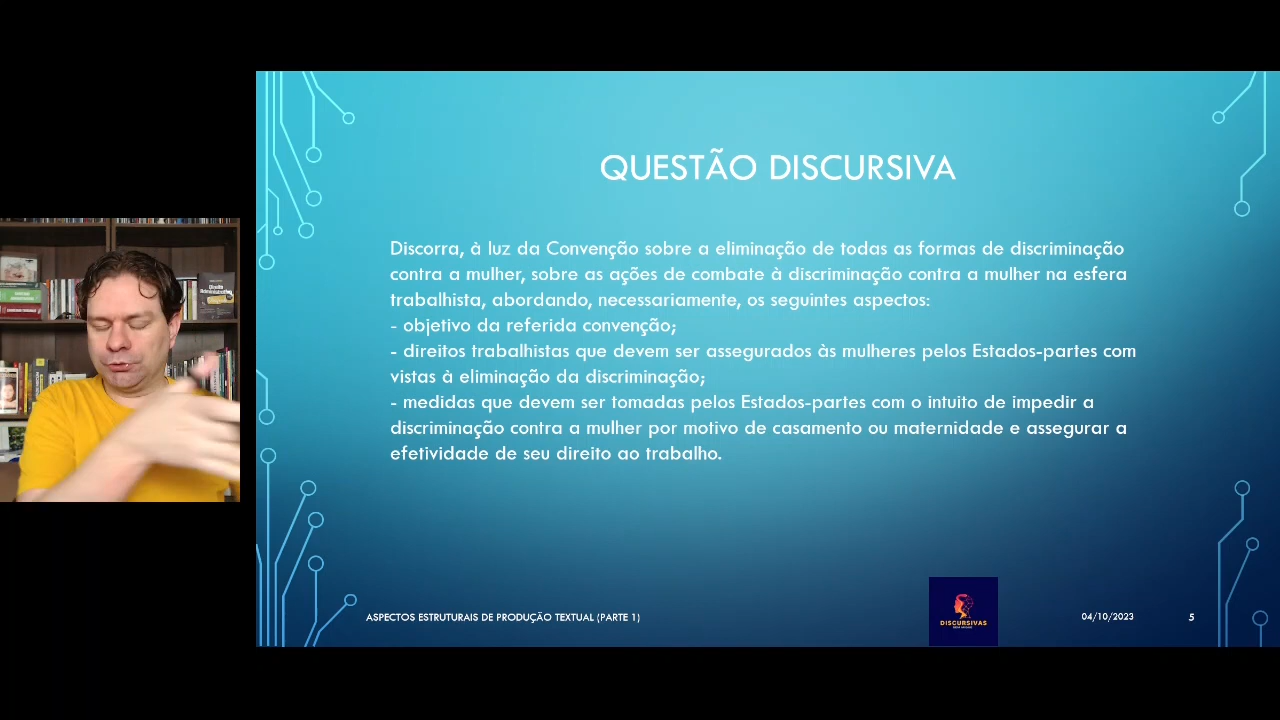 QUESTÃO DISCURSIVA
Discorra, à luz da Convenção sobre a eliminação de todas as formas de discriminação
contra a mulher, sobre as ações de combate à discriminação contra a mulher na esfera
trabalhista, abordando, necessariamente, os seguintes aspectos:
- objetivo da referida convenção;
- direitos trabalhistas que devem ser assegurados às mulheres pelos Estados-partes com
vistas à eliminação da discriminação;
- medidas que devem ser tomadas pelos Estados-partes com o intuito de impedir a
discriminação contra a mulher por motivo de casamento ou maternidade e assegurar a
efetividade de seu direito ao trabalho.
ASPECTOS ESTRUTURAIS DE PRODUÇÃO TEXTUAL (PARTE 1)
DISCURSIVAS
04/10/2023
5